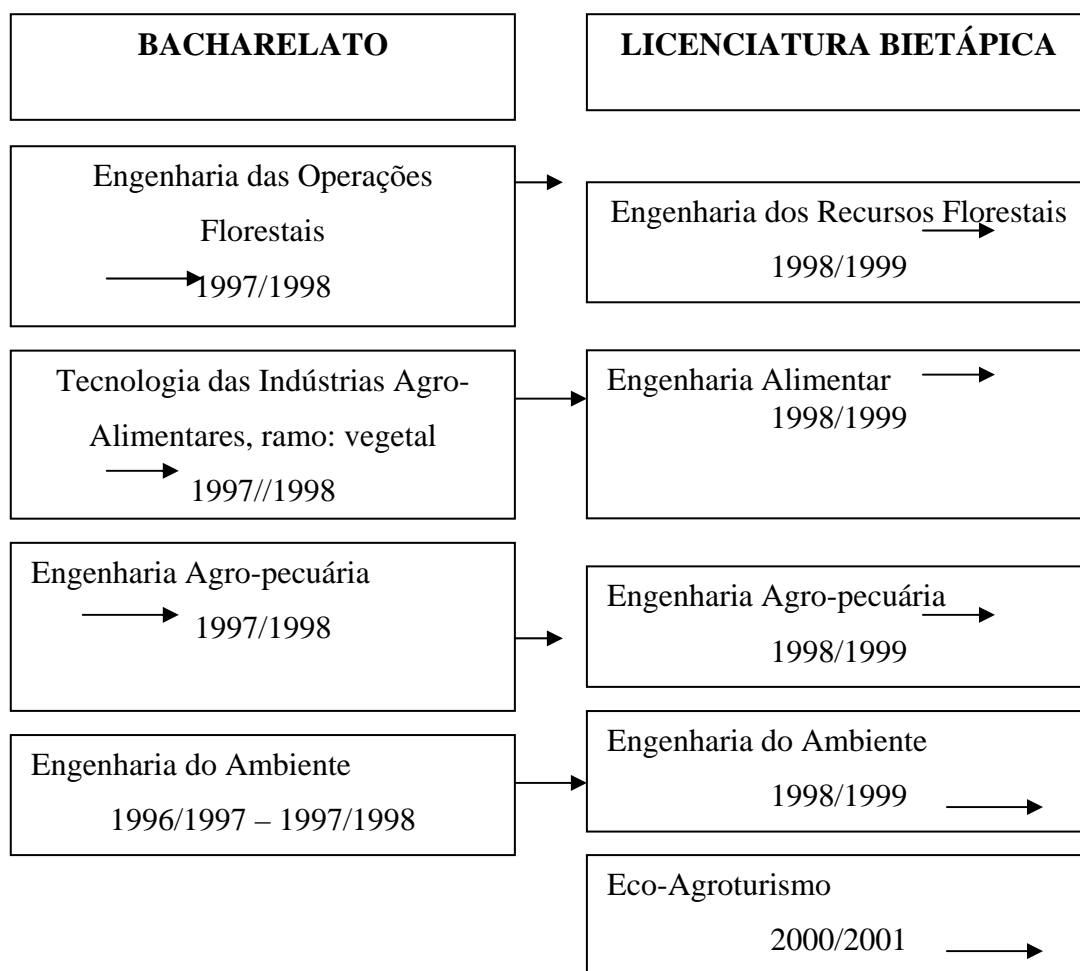 BACHARELATO
LICENCIATURA BIETÁPICA
Engenharia das Operações
Florestais
1997/1998
Engenharia dos Recursos Florestais
1998/1999
Tecnologia das Indústrias Agro-
Alimentares, ramo: vegetal
1997//1998
Engenharia Alimentar
1998/1999
Engenharia Agro-pecuária
1997/1998
Engenharia Agro-pecuária
1998/1999
Engenharia do Ambiente
1996/1997 – 1997/1998
Engenharia do Ambiente
1998/1999
Eco-Agroturismo
2000/2001